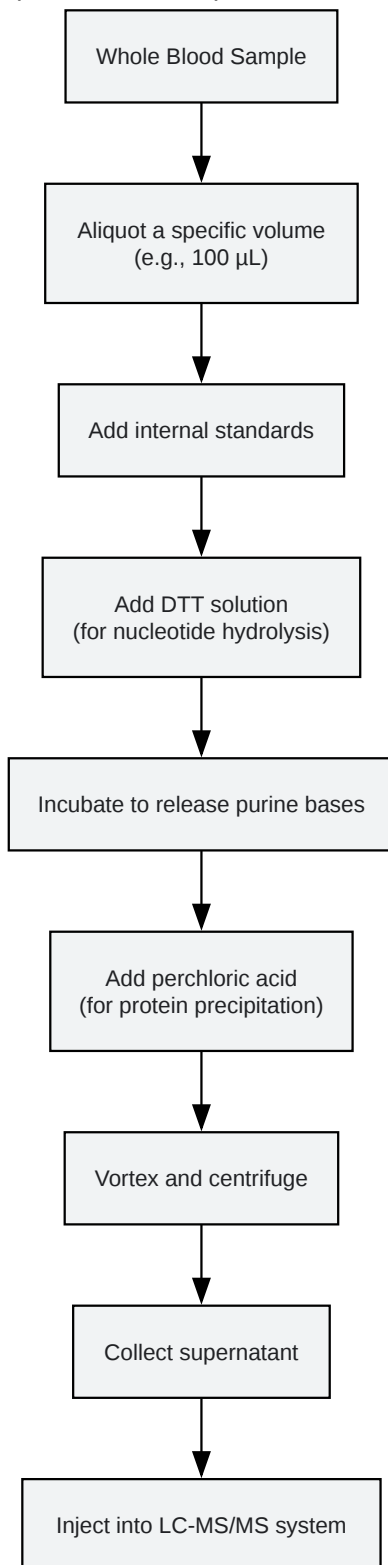 Whole Blood Sample
Aliquot a specific volume
(e.g., 100 µL)
Add internal standards
Add DTT solution
(for nucleotide hydrolysis)
Incubate to release purine bases
Add perchloric acid
(for protein precipitation)
Vortex and centrifuge
Collect supernatant
Inject into LC-MS/MS system